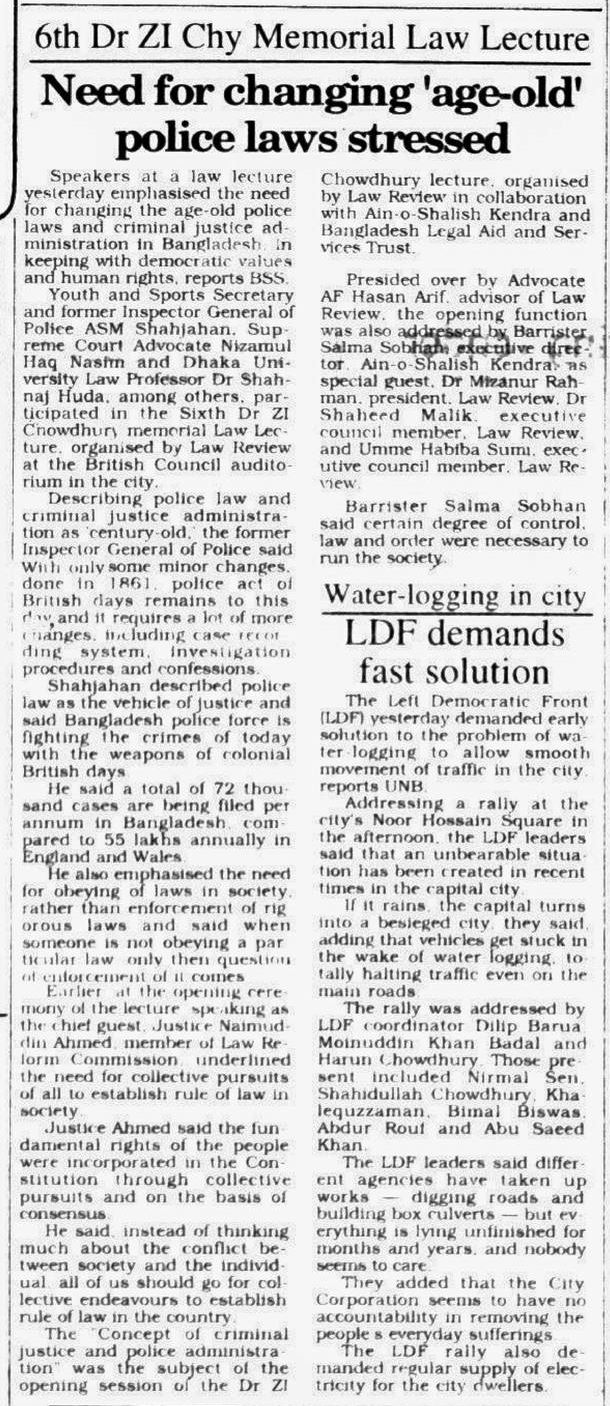 6th Dr ZI Chy Memorial Law Lecture
Need for changing 'age-old'
police laws stressed
Speakers at a law lecture
yesterday emphasised the need
for changing the age-old police
laws and criminal justice ad-
ministration in Bangladesh in
keeping with democratic values
and human rights, reports BSS.
Youth and Sports Secretary
and former Inspector General of
Police ASM Shahjahan, Sup-
reme Court Advocate Nizamul
Haq Nasim and Dhaka Uni-
versity Law Professor Dr Shah-
naj Huda, among others, par-
ticipated in the Sixth Dr ZI
Chowdhury memorial Law Lec-
ture, organised by Law Review
at the British Council audito-
rium in the city.
Describing police law and
criminal justice administra-
tion as 'century-old,' the former
Inspector General of Police said
With only some minor changes,
done in 1861, police act of
British days remains to this
day and it requires a lot of more
changes, including case recor
ding system, investigation
procedures and confessions.
Shahjahan described police
law as the vehicle of justice and
said Bangladesh police force is
fighting the crimes of today
with the weapons of colonial
British days
He said a total of 72 thou-
sand cases are being filed per
annum in Bangladesh, com-
pared to 55 lakhs annually in
England and Wales
He also emphasised the need
for obeying of laws in society,
rather than enforcement of rig
orous laws and said when
someone is not obeying a par
ticular law only then question
of enforcement of it comes
Earlier at the opening cere-
mony of the lecture speaking as
the chief guest, Justice Naimud-
din Ahmed, member of Law Re-
form Commission, underlined
the need for collective pursuits
of all to establish rule of law in
society.
Justice Ahmed said the fun-
damental rights of the people
were incorporated in the Con-
stitution through collective
pursuits and on the basis of
consensus.
He said, instead of thinking
much about the conflict be-
tween society and the individ-
ual, all of us should go for col-
lective endeavours to establish
rule of law in the country.
The "Concept of criminal
justice and police administra-
tion" was the subject of the
opening session of the Dr ZI
Chowdhury lecture, organised
by Law Review in collaboration
with Ain-o-Shalish Kendra and
Bangladesh Legal Aid and Ser-
vices Trust.
Presided over by Advocate
AF Hasan Arif, advisor of Law
Review, the opening function
was also addressed by Barrister
Salma Sobhan, executive direc-
tor, Ain-o-Shalish Kendra, as
special guest, Dr Mizanur Rah-
man, president, Law Review, Dr
Shaheed Malik, executive
council member, Law Review,
and Umme Habiba Sumi, exec-
utive council member, Law Re-
view.
Barrister Salma Sobhan
said certain degree of control,
law and order were necessary to
run the society.
Water-logging in city
LDF demands
fast solution
The Left Democratic Front
(LDF) yesterday demanded early
solution to the problem of wa-
ter-logging to allow smooth
movement of traffic in the city,
reports UNB.
Addressing a rally at the
city's Noor Hossain Square in
the afternoon, the LDF leaders
said that an unbearable situa-
tion has been created in recent
times in the capital city.
If it rains, the capital turns
into a besieged city, they said,
adding that vehicles get stuck in
the wake of water logging, to-
tally halting traffic even on the
main roads.
The rally was addressed by
LDF coordinator Dilip Barua,
Moinuddin Khan Badal and
Harun Chowdhury. Those pre-
sent included Nirmal Sen,
Shahidullah Chowdhury, Kha-
lequzzaman, Bimal Biswas,
Abdur Rouf and Abu Saeed
Khan.
The LDF leaders said differ-
ent agencies have taken up
works — digging roads and
building box culverts — but ev-
erything is lying unfinished for
months and years, and nobody
seems to care.
They added that the City
Corporation seems to have no
accountability in removing the
people s everyday sufferings.
The LDF rally also de-
manded regular supply of elec-
tricity for the city dwellers.